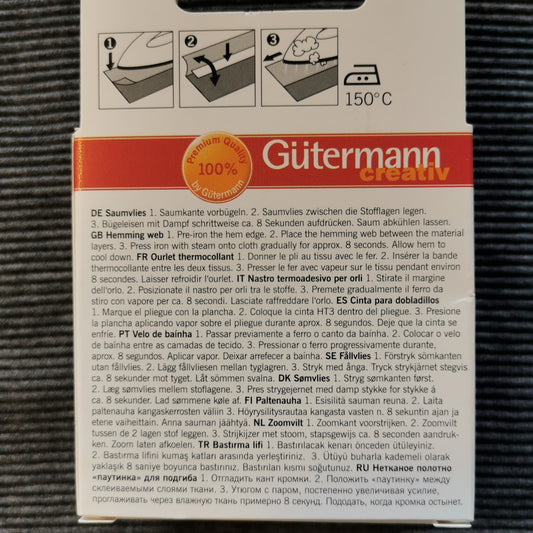 1 2 3
150°C
Premium Quality
100%
by Gütermann
Gütermann
creativ
DE Saumvlies 1. Saumkante vorbügeln. 2. Saumvlies zwischen die Stofflagen legen.
3. Bügeleisen mit Dampf schrittweise ca. 8 Sekunden aufdrücken. Saum abkühlen lassen.
GB Hemming web 1. Pre-iron the hem edge. 2. Place the hemming web between the material
layers. 3. Press iron with steam onto cloth gradually for approx. 8 seconds. Allow hem to
cool down. FR Ourlet thermocollant 1. Donner le pli au tissu avec le fer. 2. Insérer la bande
thermocollante entre les deux tissus. 3. Presser le fer avec vapeur sur le tissu pendant environ
8 secondes. Laisser refroidir l'ourlet. IT Nastro termoadesivo per orli 1. Stirate il margine
dell'orlo. 2. Posizionate il nastro per orli tra le stoffe. 3. Premete gradualmente il ferro da
stiro con vapore per ca. 8 secondi. Lasciate raffreddare l'orlo. ES Cinta para dobladillos
1. Marque el pliegue con la plancha. 2. Coloque la cinta HT3 dentro del pliegue. 3. Presione
la plancha aplicando vapor sobre el pliegue durante aprox. 8 segundos. Deje que la cinta se
enfríe. PT Velo de baínha 1. Passar previamente a ferro o canto da baínha. 2. Colocar o velo
de baínha entre as camadas de tecido. 3. Pressionar o ferro progressivamente durante,
aprox. 8 segundos. Aplicar vapor. Deixar arrefecer a bainha. SE Fållvlies 1. Förstryk sömkanten
utan fållvlies. 2. Lägg fållvliesen mellan tyglagren. 3. Stryk med ånga. Tryck strykjärnet stegvis
ca. 8 sekunder mot tyget. Låt sömmen svalna. DK Sømvlies 1. Stryg sømkanten først.
2. Læg sømvlies mellem stoflagene. 3. Pres strygejernet med damp stykke for stykke á
ca. 8 sekunder. Lad sømmene køle af. FI Paltenauha 1. Esisilitä sauman reuna. 2. Laita
paltenauha kangaskerrosten väliin 3. Höyrysilitysrautaa kangasta vasten n. 8 sekuntin ajan ja
etene vaiheittain. Anna sauman jäähtyä. NL Zoomvilt 1. Zoomkant voorstrijken. 2. Zoomvilt
tussen de 2 lagen stof leggen. 3. Strijkijzer met stoom, stapsgewijs ca. 8 seconden aandruk-
ken. Zoom laten afkoelen. TR Bastırma lifi 1. Bastırılacak kenarı önceden ütüleyiniz.
2. Bastırma lifini kumaş katları arasında yerleştiriniz. 3. Ütüyü buharla kademeli olarak
yaklaşık 8 saniye boyunca bastırınız. Bastırılan kısmı soğutunuz. RU Нетканое полотно
«паутинка» для подгиба 1. Отгладить кант кромки. 2. Положить «паутинку» между
склеиваемыми слоями ткани. 3. Утюгом с паром, постепенно увеличивая усилие,
проглаживать через влажную ткань примерно 8 секунд. Пододать, когда кромка остынет.